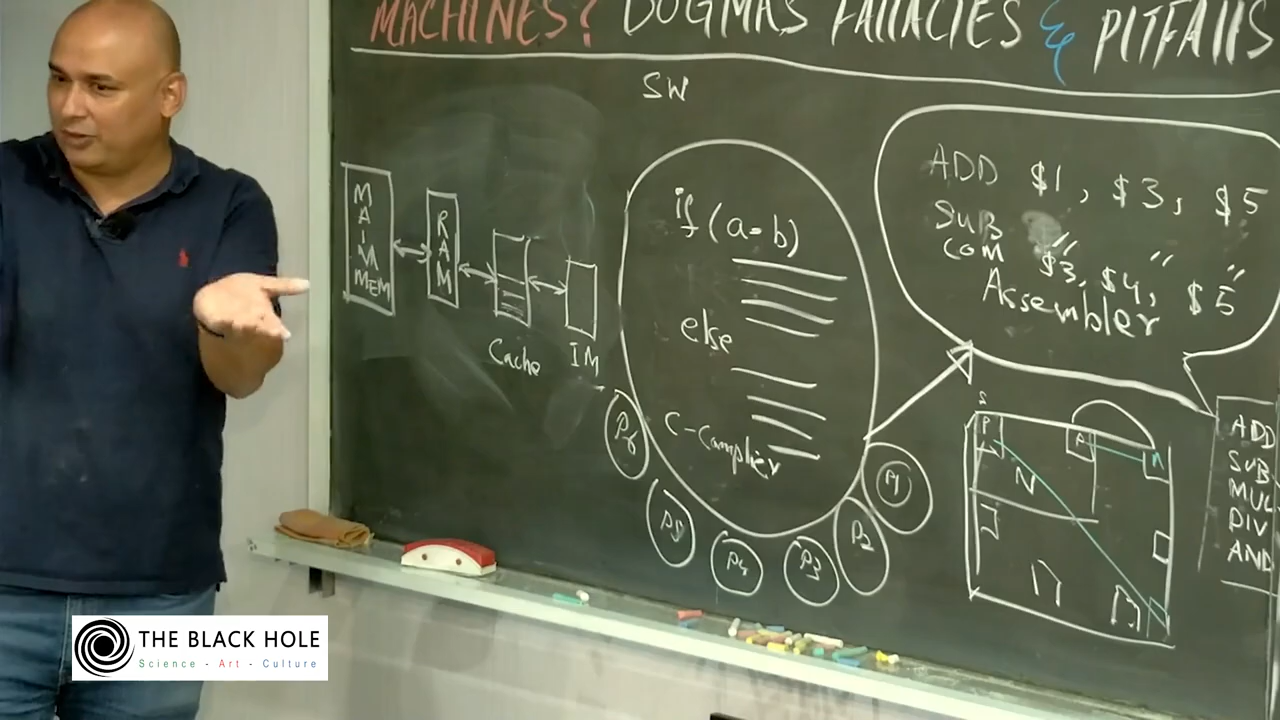 MACHINES? DOGMAS FALLACIES & PITFALLS
SW
MAIN MEM
RAM
Cache
IM
if (a=b)
else
C-Complier
P6
P5
P4
P3
P2
P1
ADD $1, $3, $5
SUB " " "
COM $3, $4, $5
Assembler
S
P
P
N
ADD
SUB
MUL
DIV
AND
THE BLACK HOLE
Science - Art - Culture